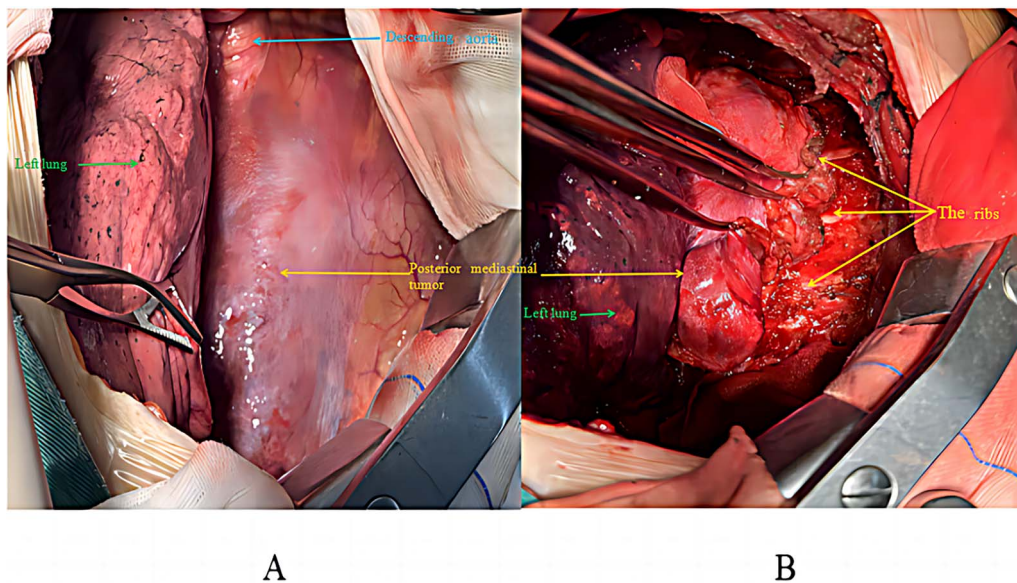 Descending aorta
Left lung
Posterior mediastinal
tumor
The ribs
Left lung
A
B